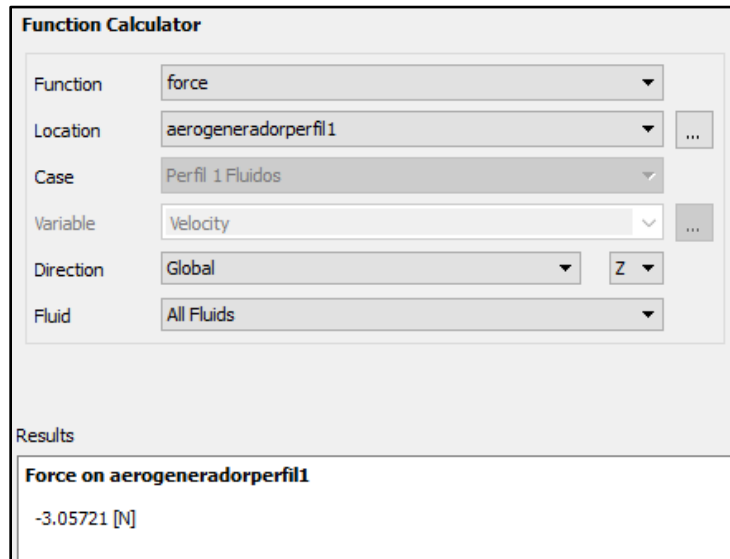 Function Calculator
Function force
Location aerogeneradorperfil1 ...
Case Perfil 1 Fluidos
Variable Velocity ...
Direction Global Z
Fluid All Fluids
Results
Force on aerogeneradorperfil1
-3.05721 [N]